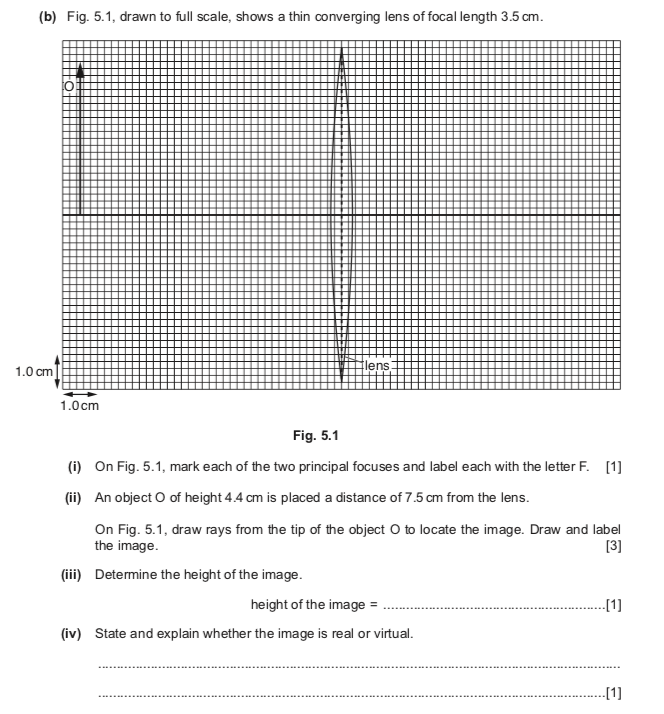 (b) Fig. 5.1, drawn to full scale, shows a thin converging lens of focal length 3.5 cm.
O
lens
1.0 cm
1.0 cm
Fig. 5.1
(i) On Fig. 5.1, mark each of the two principal focuses and label each with the letter F. [1]
(ii) An object O of height 4.4 cm is placed a distance of 7.5 cm from the lens.
On Fig. 5.1, draw rays from the tip of the object O to locate the image. Draw and label
the image. [3]
(iii) Determine the height of the image.
height of the image = ............................................................[1]
(iv) State and explain whether the image is real or virtual.
....................................................................................................
..................................................................................................[1]